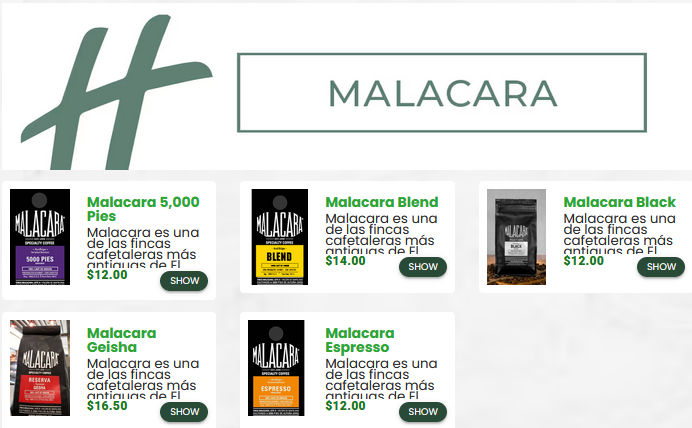 MALACARA
Malacara 5,000
Pies
Malacara es una
de las fincas
cafetaleras más
antiguas de El
$12.00
SHOW
MALACARA
SPECIALTY COFFEE
5000 PIES
Malacara Blend
Malacara es una
de las fincas
cafetaleras más
antiguas de El
$14.00
SHOW
MALACARA
SPECIALTY COFFEE
BLEND
Malacara Black
Malacara es una
de las fincas
cafetaleras más
antiguas de El
$12.00
SHOW
MALACARA
BLACK
Malacara
Geisha
Malacara es una
de las fincas
cafetaleras más
antiguas de El
$16.50
SHOW
MALACARA
SPECIALTY COFFEE
RESERVA
GEISHA
Malacara
Espresso
Malacara es una
de las fincas
cafetaleras más
antiguas de El
$12.00
SHOW
MALACARA
SPECIALTY COFFEE
ESPRESSO